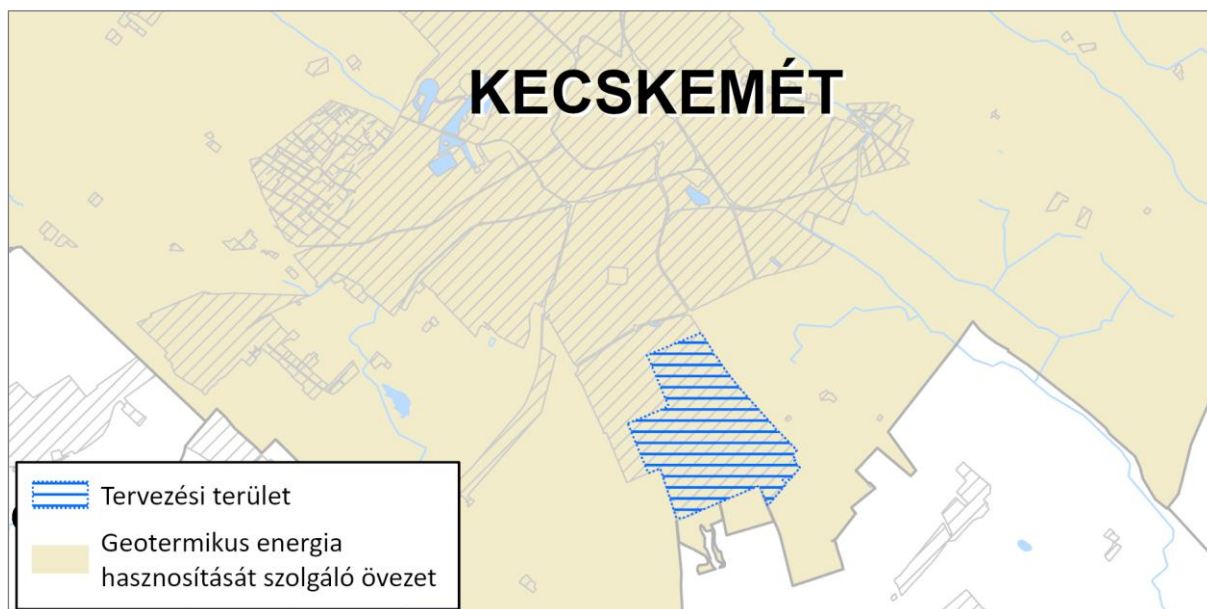 KECSKEMÉT
Tervezési terület
Geotermikus energia
hasznosítását szolgáló övezet